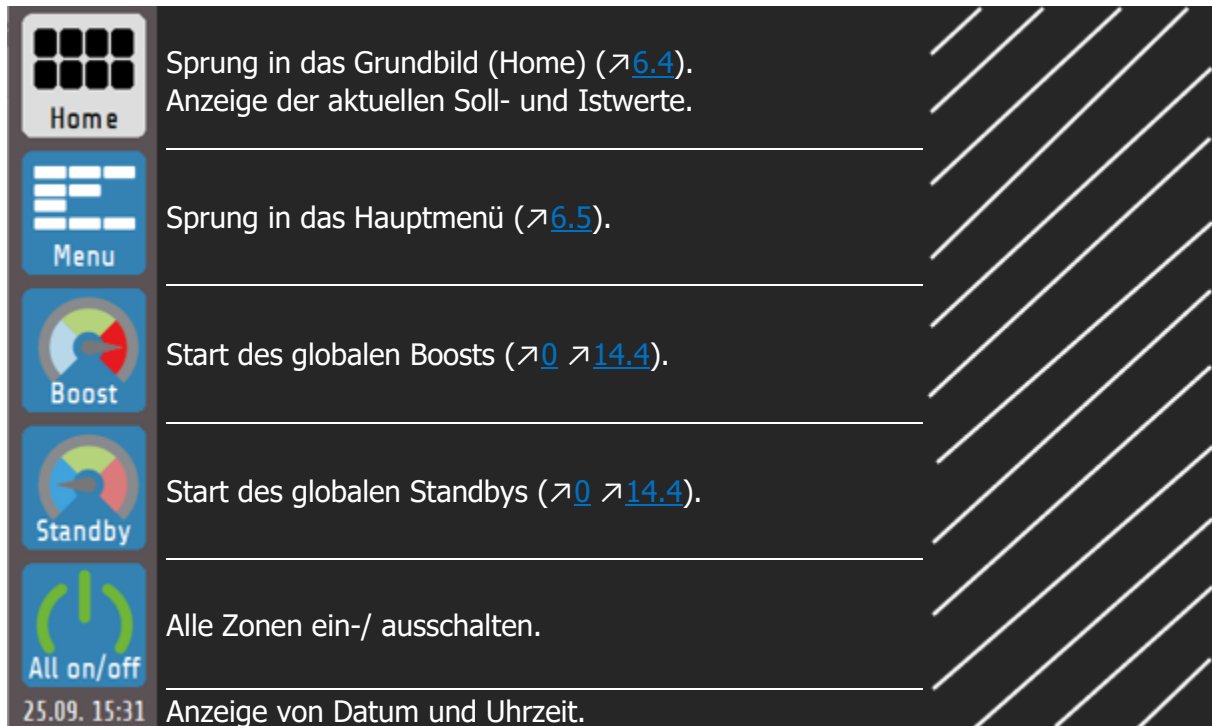 Home
Sprung in das Grundbild (Home) (↗6.4).
Anzeige der aktuellen Soll- und Istwerte.
Menu
Sprung in das Hauptmenü (↗6.5).
Boost
Start des globalen Boosts (↗0 ↗14.4).
Standby
Start des globalen Standbys (↗0 ↗14.4).
All on/off
Alle Zonen ein-/ ausschalten.
25.09. 15:31
Anzeige von Datum und Uhrzeit.